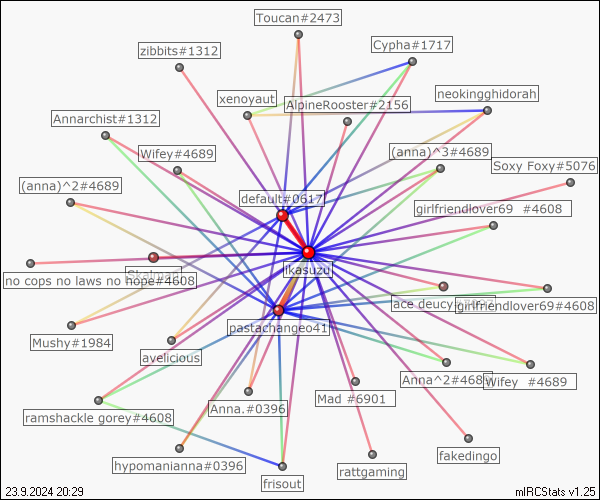 Toucan#2473
Cypha#1717
zibbits#1312
neokingghidorah
xenoyaut
AlpineRooster#2156
Annarchist#1312
Wifey#4689
(anna)^3#4689
Soxy Foxy#5076
(anna)^2#4689
default#0617
girlfriendlover69 #4608
ikasuzu
no cops no laws no hope#4608
ace deucy
girlfriendlover69#4608
pastachangeo41
Mushy#1984
avelicious
Anna^2#468
Wifey #4689
Mad #6901
Anna.#0396
ramshackle gorey#4608
fakedingo
hypomanianna#0396
rattgaming
frisout
23.9.2024 20:29
mIRCStats v1.25